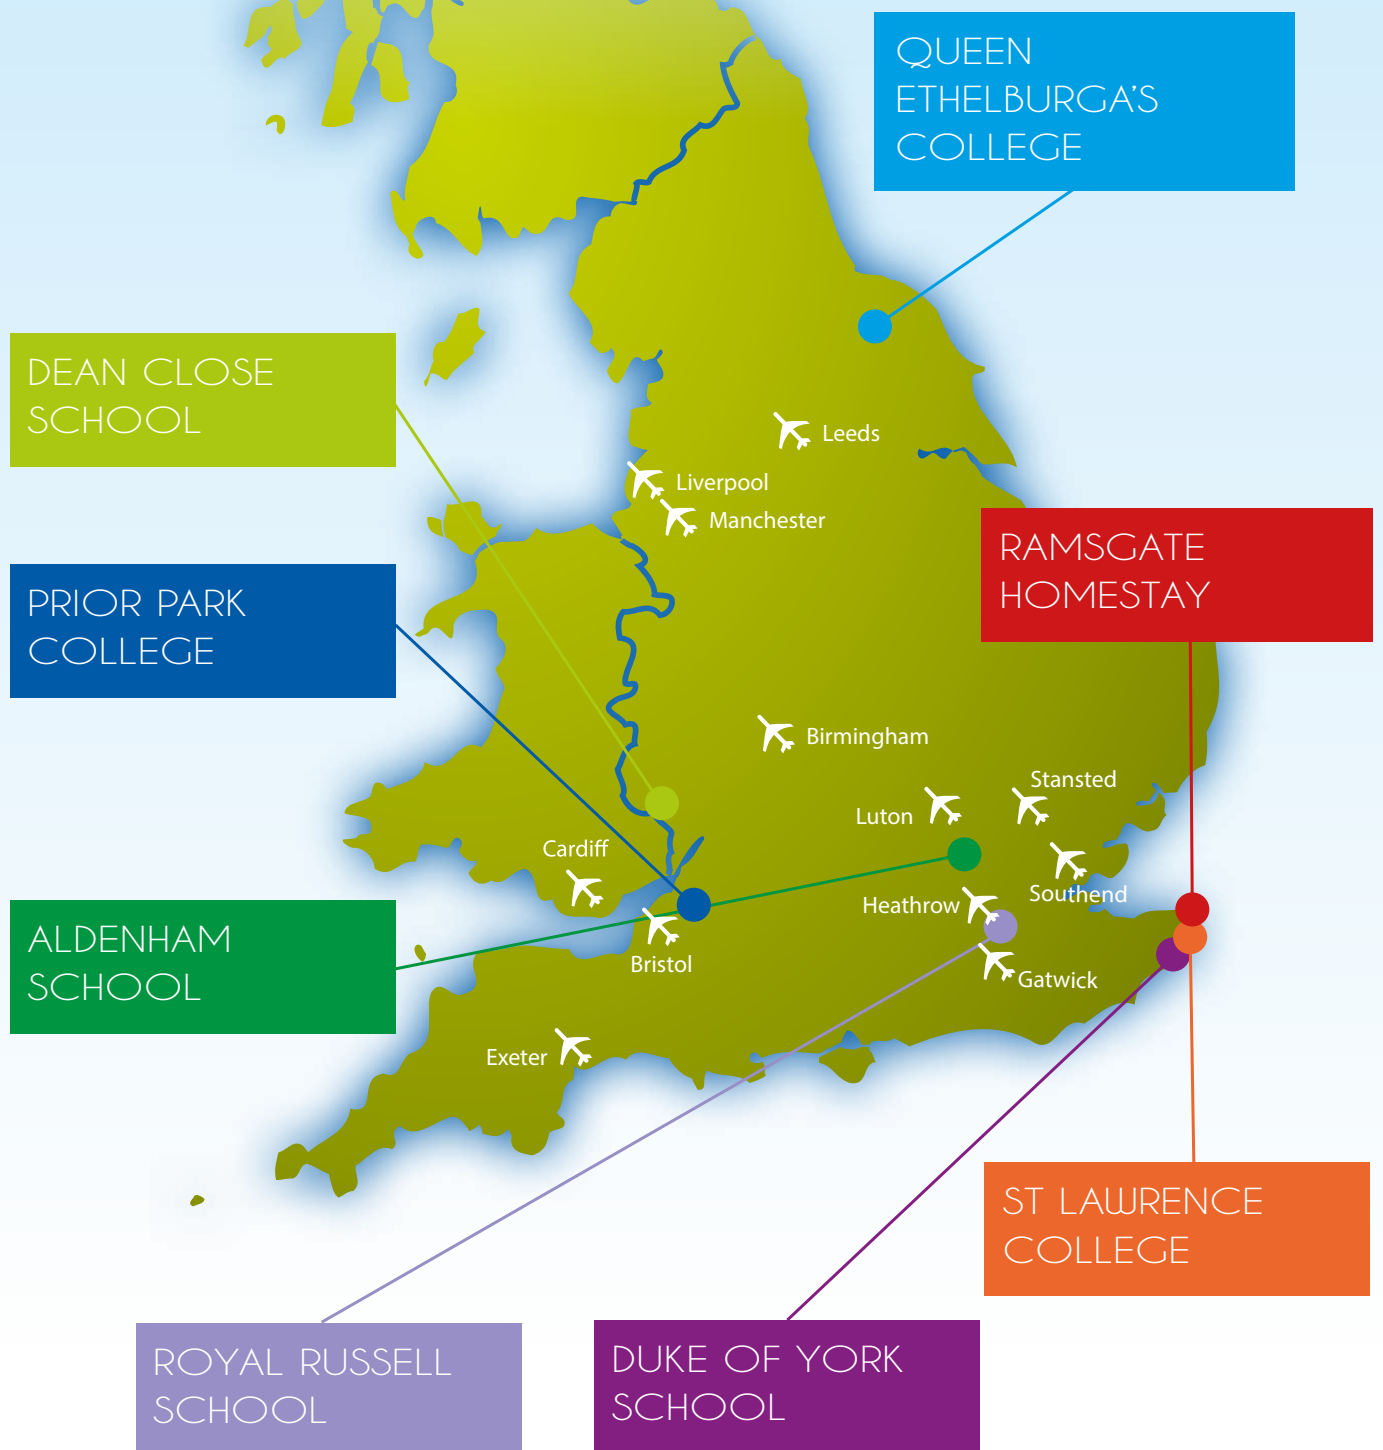 QUEEN
ETHELBURGA'S
COLLEGE
DEAN CLOSE
SCHOOL
Leeds
Liverpool
Manchester
RAMSGATE
HOMESTAY
PRIOR PARK
COLLEGE
Birmingham
Stansted
Luton
Cardiff
Southend
Heathrow
ALDENHAM
SCHOOL
Bristol
Gatwick
Exeter
ST LAWRENCE
COLLEGE
ROYAL RUSSELL
SCHOOL
DUKE OF YORK
SCHOOL